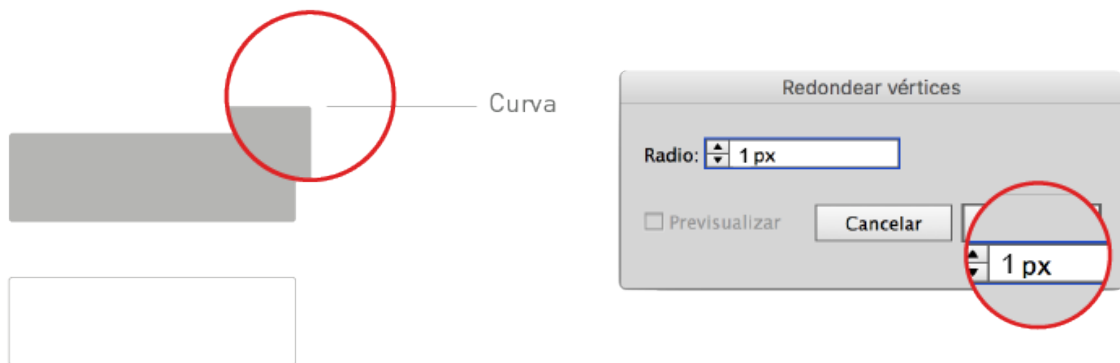 Curva
Redondear vértices
Radio: 1 px
Previsualizar Cancelar
1 px